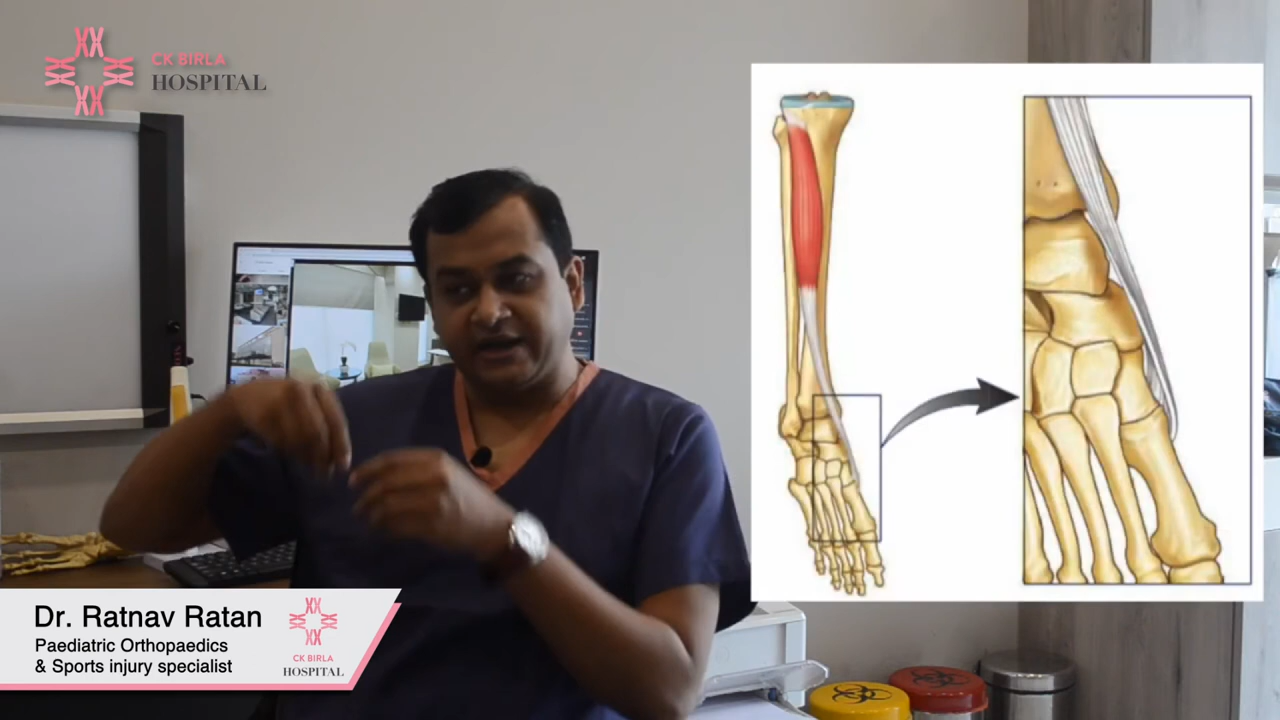 CK BIRLA
HOSPITAL
Dr. Ratnav Ratan
Paediatric Orthopaedics
& Sports injury specialist
CK BIRLA
HOSPITAL